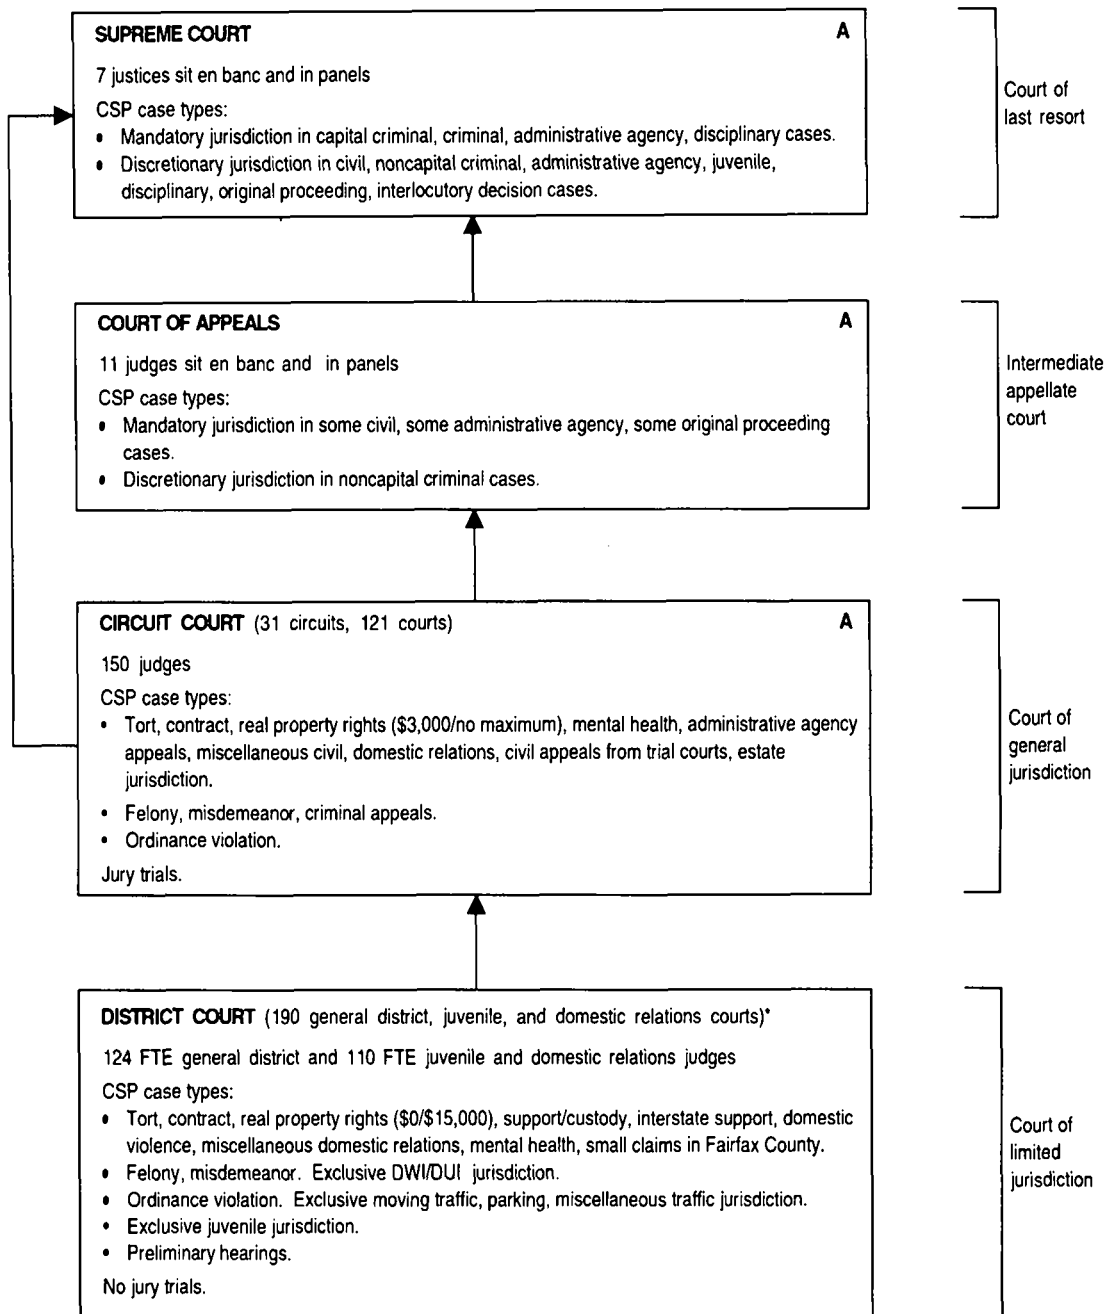 SUPREME COURT A
7 justices sit en banc and in panels
CSP case types:
• Mandatory jurisdiction in capital criminal, criminal, administrative agency, disciplinary cases.
• Discretionary jurisdiction in civil, noncapital criminal, administrative agency, juvenile,
disciplinary, original proceeding, interlocutory decision cases.
Court of
last resort
COURT OF APPEALS A
11 judges sit en banc and in panels
CSP case types:
• Mandatory jurisdiction in some civil, some administrative agency, some original proceeding
cases.
• Discretionary jurisdiction in noncapital criminal cases.
Intermediate
appellate
court
CIRCUIT COURT (31 circuits, 121 courts) A
150 judges
CSP case types:
• Tort, contract, real property rights ($3,000/no maximum), mental health, administrative agency
appeals, miscellaneous civil, domestic relations, civil appeals from trial courts, estate
jurisdiction.
• Felony, misdemeanor, criminal appeals.
• Ordinance violation.
Jury trials.
Court of
general
jurisdiction
DISTRICT COURT (190 general district, juvenile, and domestic relations courts)*
124 FTE general district and 110 FTE juvenile and domestic relations judges
CSP case types:
• Tort, contract, real property rights ($0/$15,000), support/custody, interstate support, domestic
violence, miscellaneous domestic relations, mental health, small claims in Fairfax County.
• Felony, misdemeanor. Exclusive DWI/DUI jurisdiction.
• Ordinance violation. Exclusive moving traffic, parking, miscellaneous traffic jurisdiction.
• Exclusive juvenile jurisdiction.
• Preliminary hearings.
No jury trials.
Court of
limited
jurisdiction